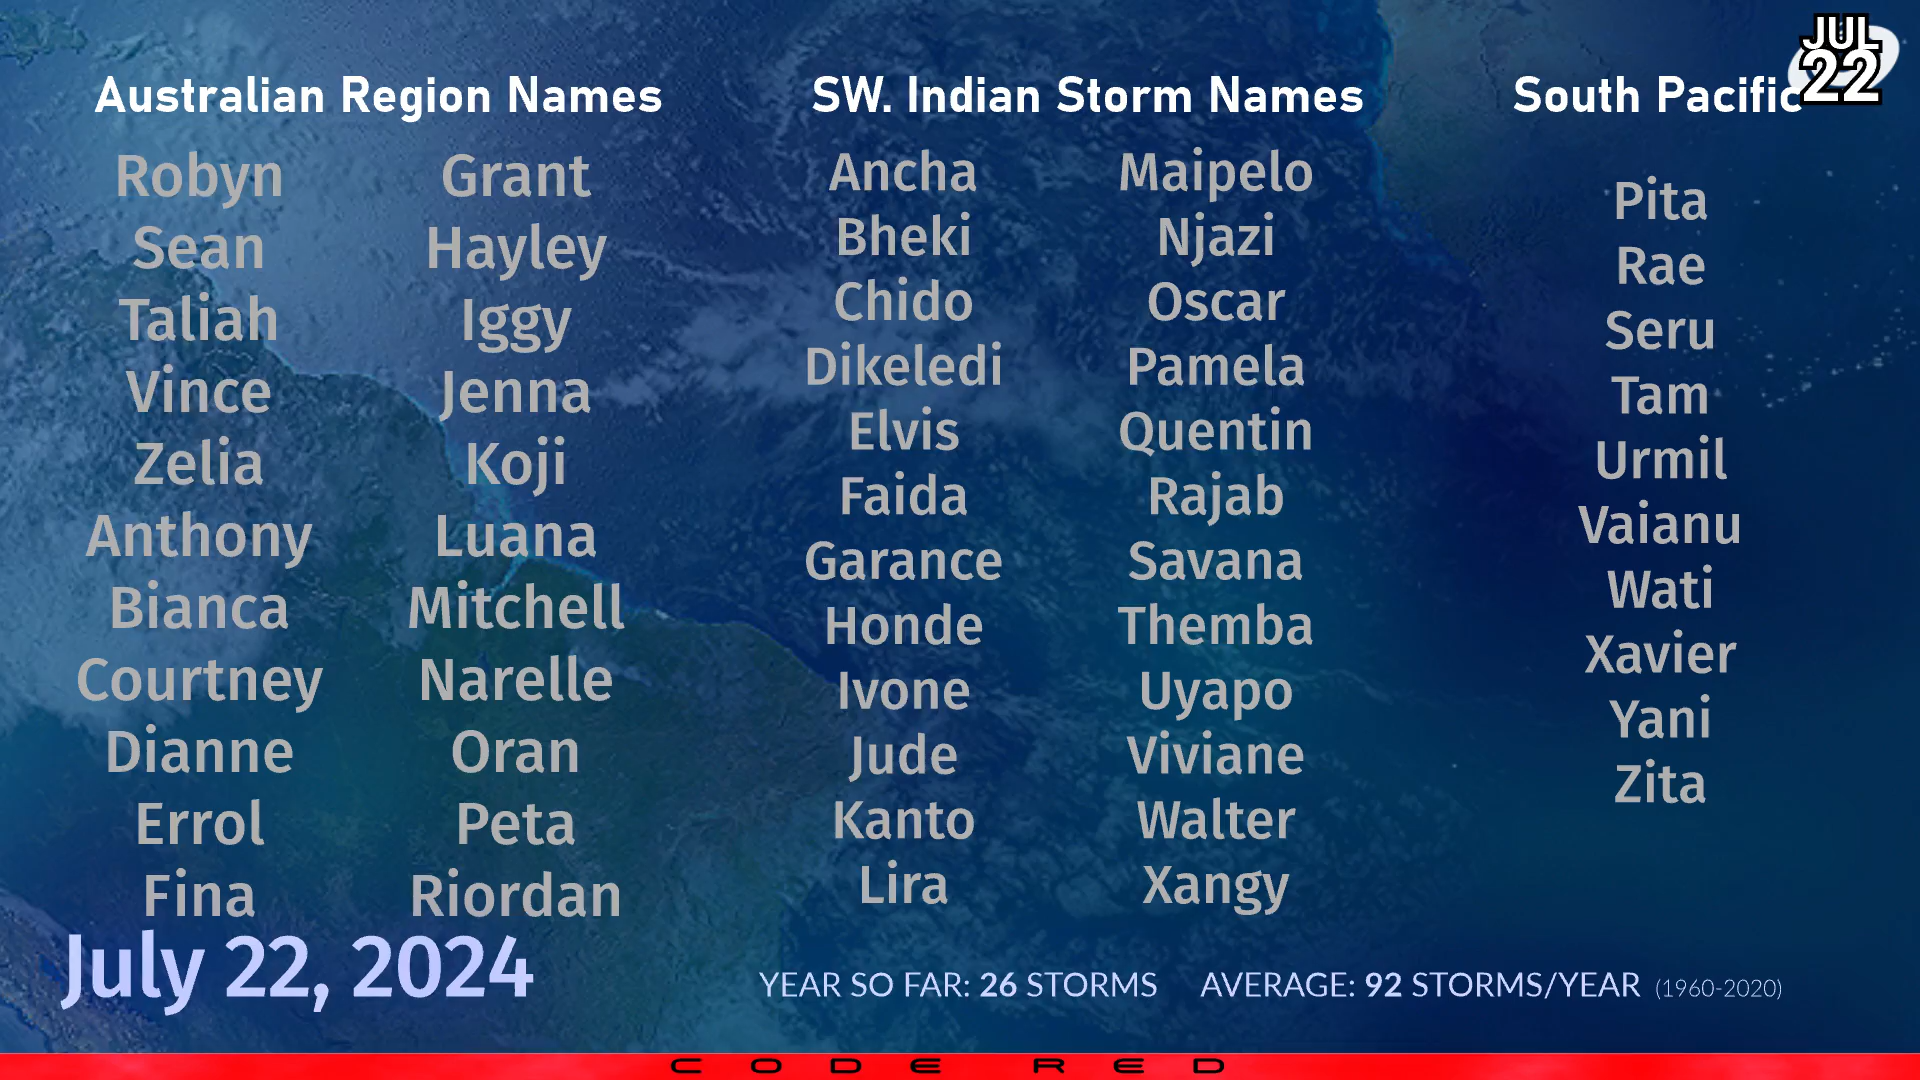 JUL
22
Australian Region Names
Robyn
Sean
Taliah
Vince
Zelia
Anthony
Bianca
Courtney
Dianne
Errol
Fina
Grant
Hayley
Iggy
Jenna
Koji
Luana
Mitchell
Narelle
Oran
Peta
Riordan
SW. Indian Storm Names
Ancha
Bheki
Chido
Dikeledi
Elvis
Faida
Garance
Honde
Ivone
Jude
Kanto
Lira
Maipelo
Njazi
Oscar
Pamela
Quentin
Rajab
Savana
Themba
Uyapo
Viviane
Walter
Xangy
South Pacific
Pita
Rae
Seru
Tam
Urmil
Vaianu
Wati
Xavier
Yani
Zita
July 22, 2024
YEAR SO FAR: 26 STORMS AVERAGE: 92 STORMS/YEAR (1960-2020)
CODE RED